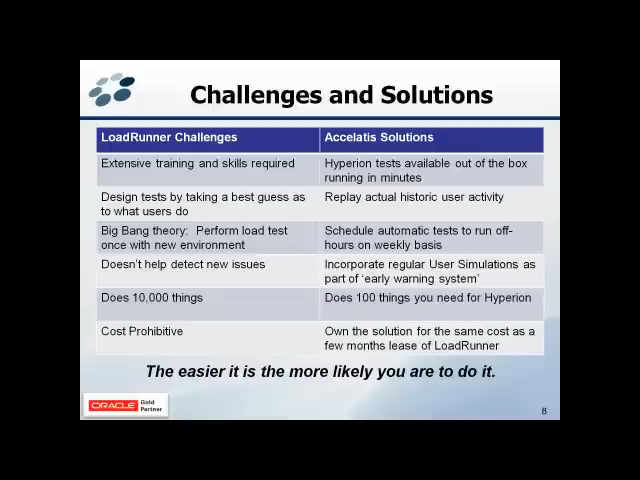 Challenges and Solutions
LoadRunner Challenges
Accelatis Solutions
Extensive training and skills required
Hyperion tests available out of the box
running in minutes
Design tests by taking a best guess as
to what users do
Replay actual historic user activity
Big Bang theory: Perform load test
once with new environment
Schedule automatic tests to run off-
hours on weekly basis
Doesn't help detect new issues
Incorporate regular User Simulations as
part of 'early warning system'
Does 10,000 things
Does 100 things you need for Hyperion
Cost Prohibitive
Own the solution for the same cost as a
few months lease of LoadRunner
The easier it is the more likely you are to do it.
ORACLE
Gold
Partner
8